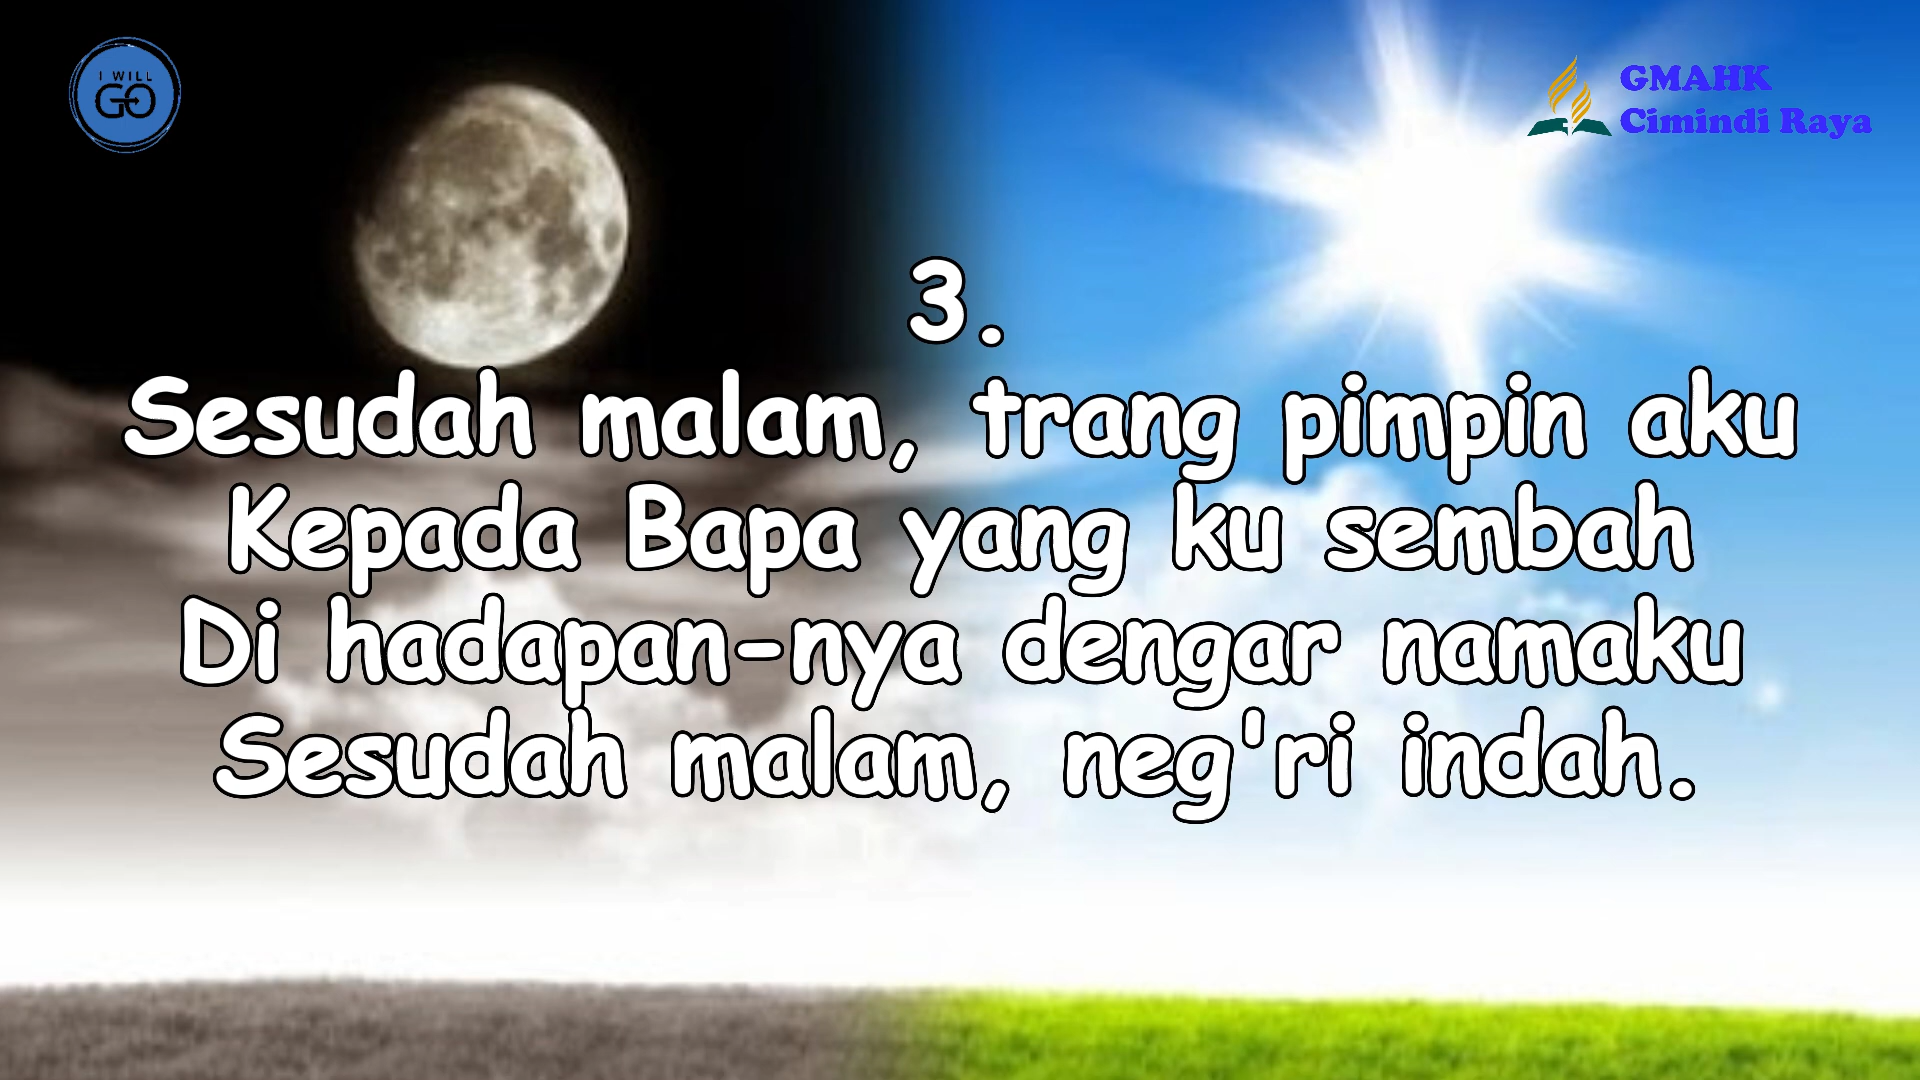 I WILL
GO
GMAHK
Cimindi Raya
3.
Sesudah malam, trang pimpin aku
Kepada Bapa yang ku sembah
Di hadapan-nya dengar namaku
Sesudah malam, neg'ri indah.